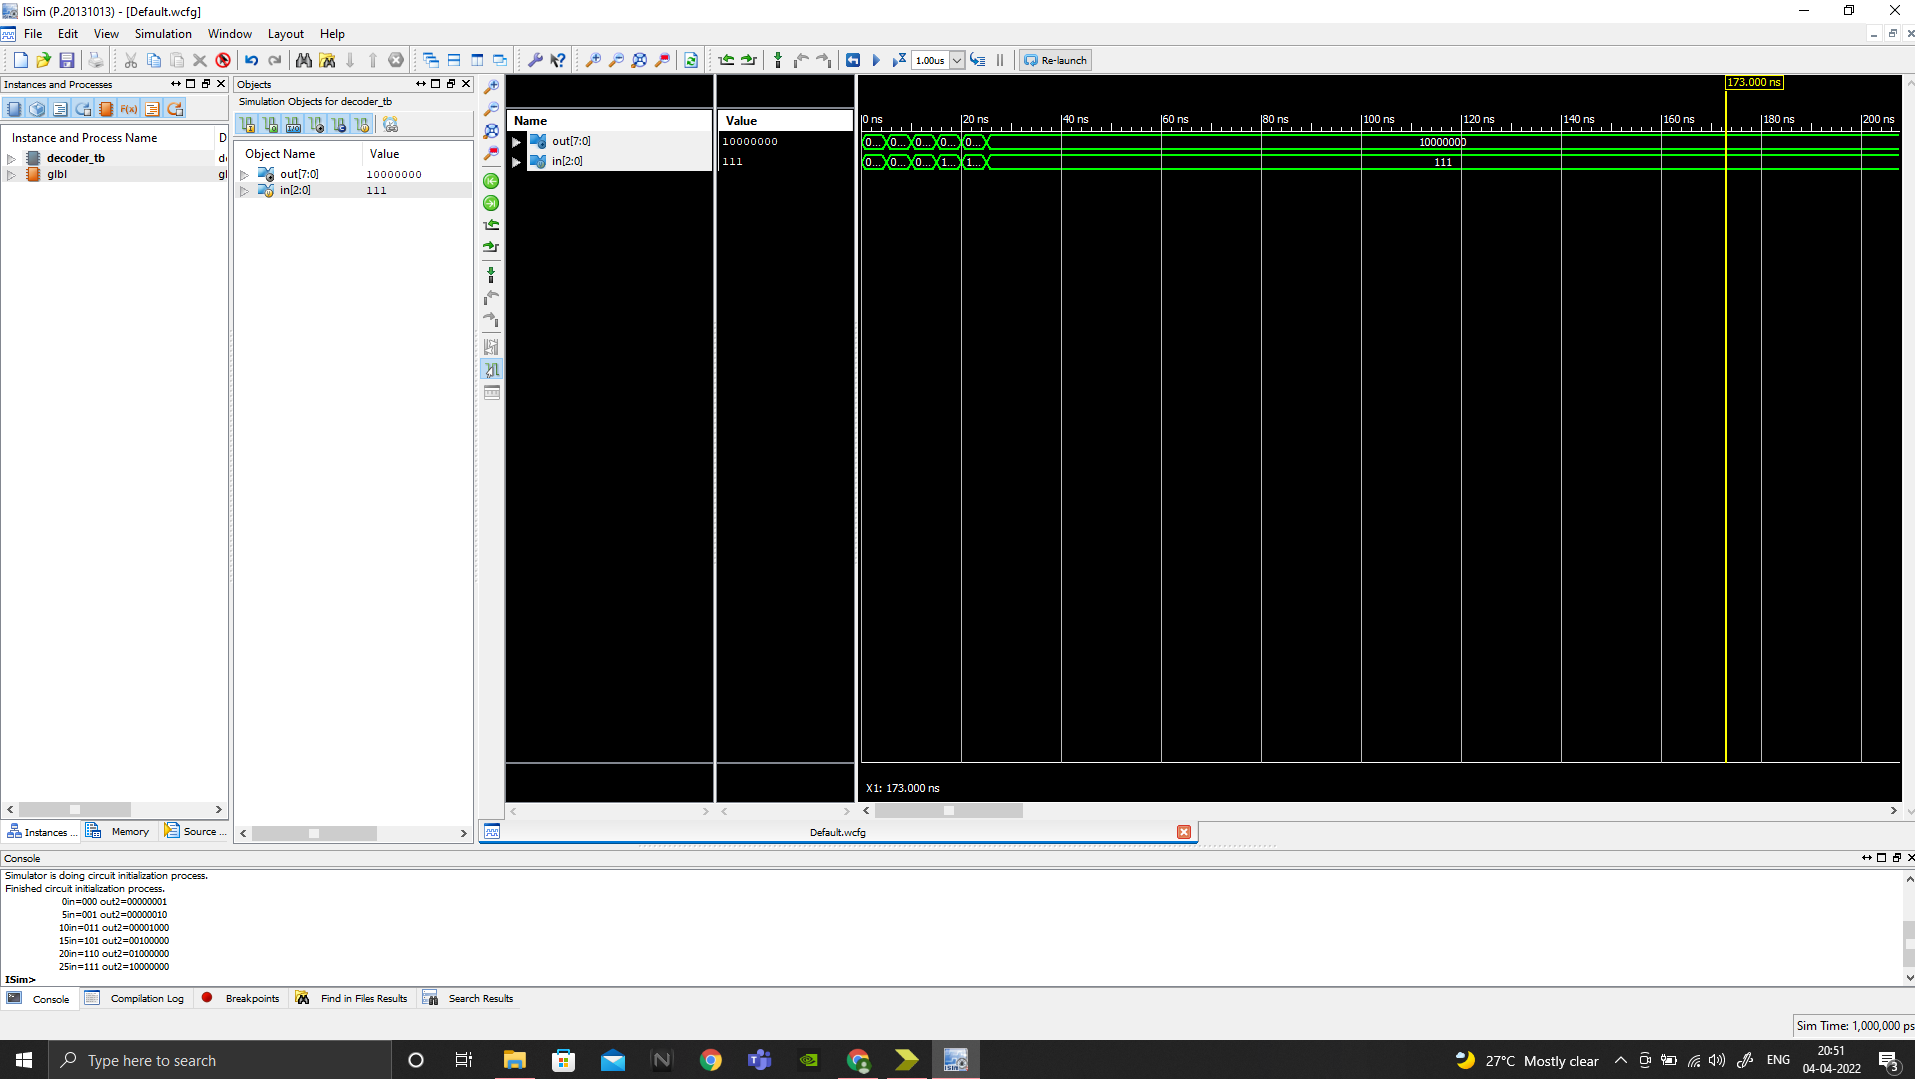 ISim (P.20131013) - [Default.wcfg]
File Edit View Simulation Window Layout Help
1.00us Re-launch
Instances and Processes
Objects
Simulation Objects for decoder_tb
Instance and Process Name D
decoder_tb
glbl gl
Object Name Value
out[7:0] 10000000
in[2:0] 111
Name Value
out[7:0] 10000000
in[2:0] 111
173.000 ns
0 ns 20 ns 40 ns 60 ns 80 ns 100 ns 120 ns 140 ns 160 ns 180 ns 200 ns
0... 0... 0... 0... 0... 10000000
0... 0... 0... 1... 1... 111
X1: 173.000 ns
Instances ... Memory Source ...
Default.wcfg
Console
Simulator is doing circuit initialization process.
Finished circuit initialization process.
0in=000 out2=00000001
5in=001 out2=00000010
10in=011 out2=00001000
15in=101 out2=00100000
20in=110 out2=01000000
25in=111 out2=10000000
ISim>
Console Compilation Log Breakpoints Find in Files Results Search Results
Sim Time: 1,000,000 ps
Type here to search
27°C Mostly clear ENG
20:51
04-04-2022
3